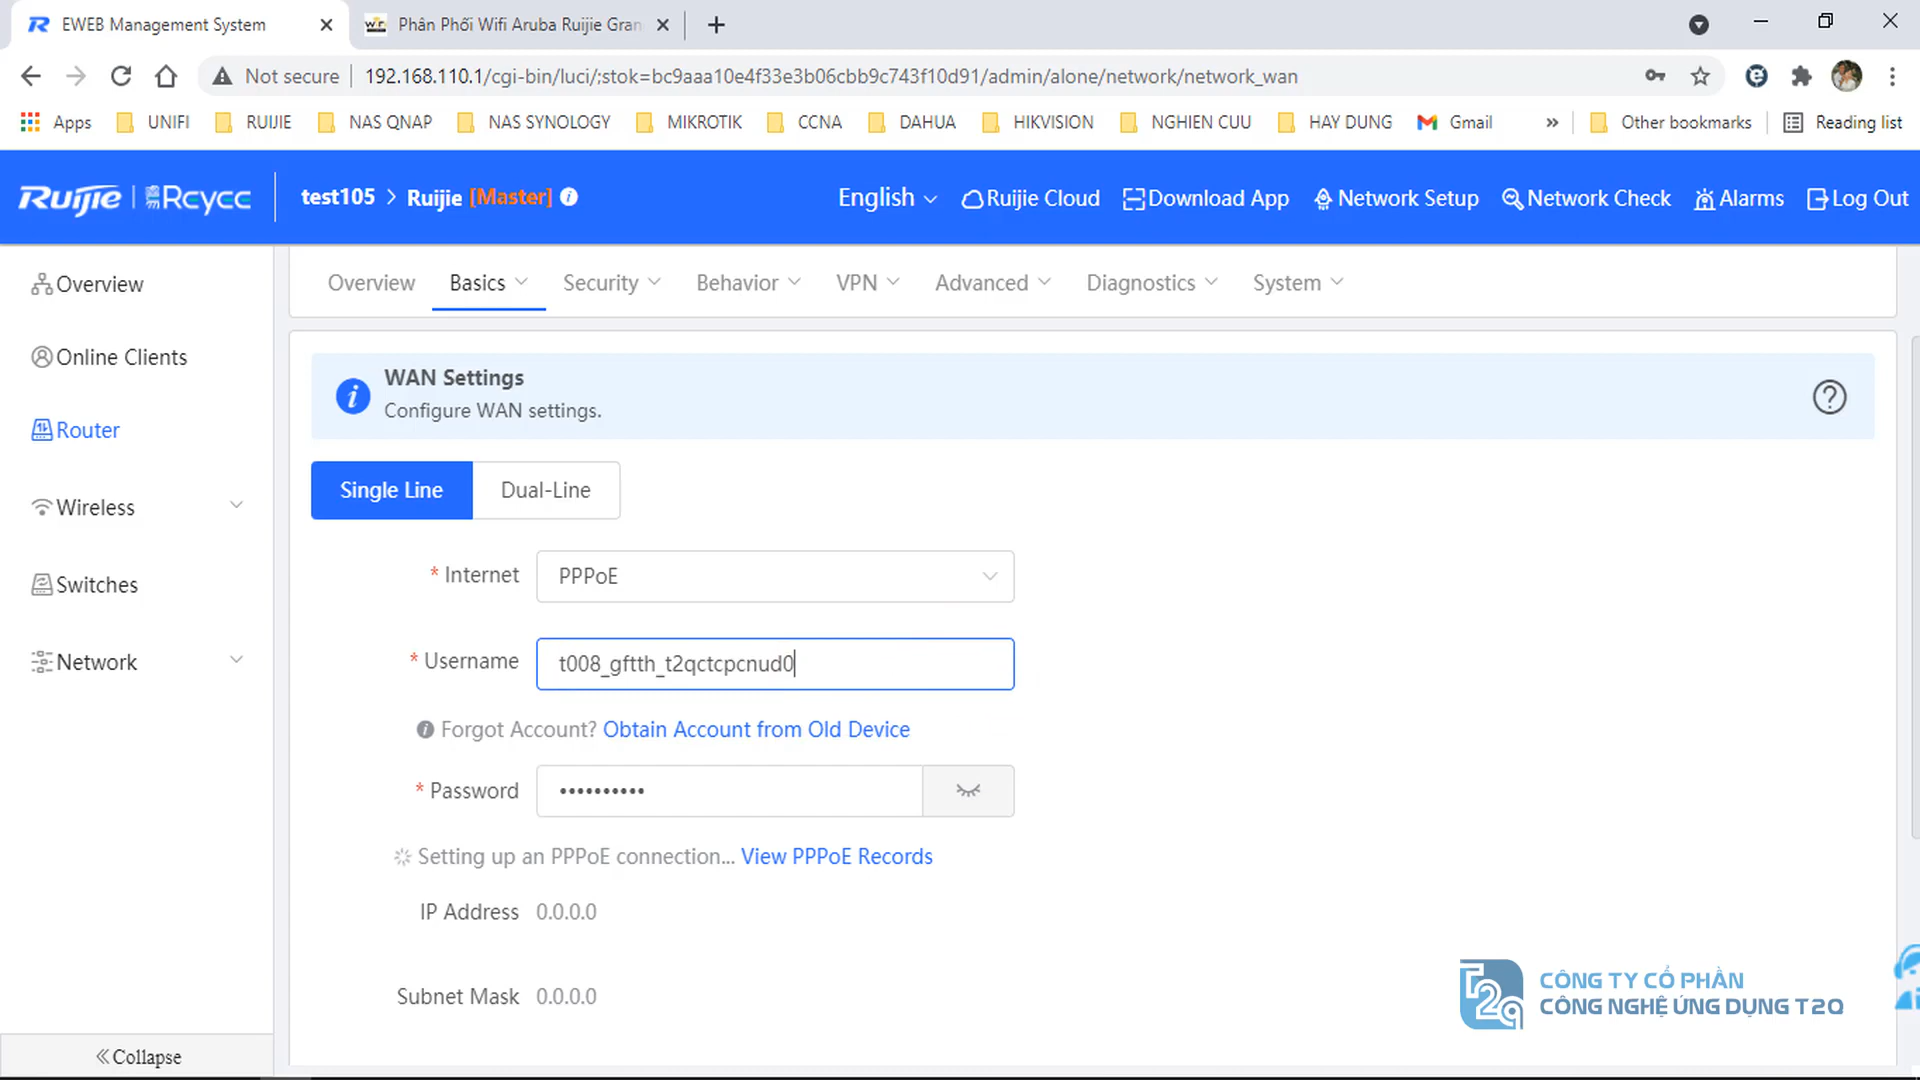 EWEB Management System
Phân Phối Wifi Aruba Ruijie Gran
Not secure
192.168.110.1/cgi-bin/luci/;stok=bc9aaa10e4f33e3b06cbb9c743f10d91/admin/alone/network/network_wan
Apps UNIFI RUIJIE NAS QNAP NAS SYNOLOGY MIKROTIK CCNA DAHUA HIKVISION NGHIEN CUU HAY DUNG Gmail » Other bookmarks Reading list
Ruijie | Reyee test105 > Ruijie [Master] English Ruijie Cloud Download App Network Setup Network Check Alarms Log Out
Overview
Online Clients
Router
Wireless
Switches
Network
Collapse
Overview Basics Security Behavior VPN Advanced Diagnostics System
WAN Settings
Configure WAN settings.
Single Line Dual-Line
* Internet PPPoE
* Username t008_gftth_t2qctcpcnud0
Forgot Account? Obtain Account from Old Device
* Password ••••••••••
Setting up an PPPoE connection... View PPPoE Records
IP Address 0.0.0.0
Subnet Mask 0.0.0.0
T2Q
CÔNG TY CỔ PHẦN
CÔNG NGHỆ ỨNG DỤNG T2Q